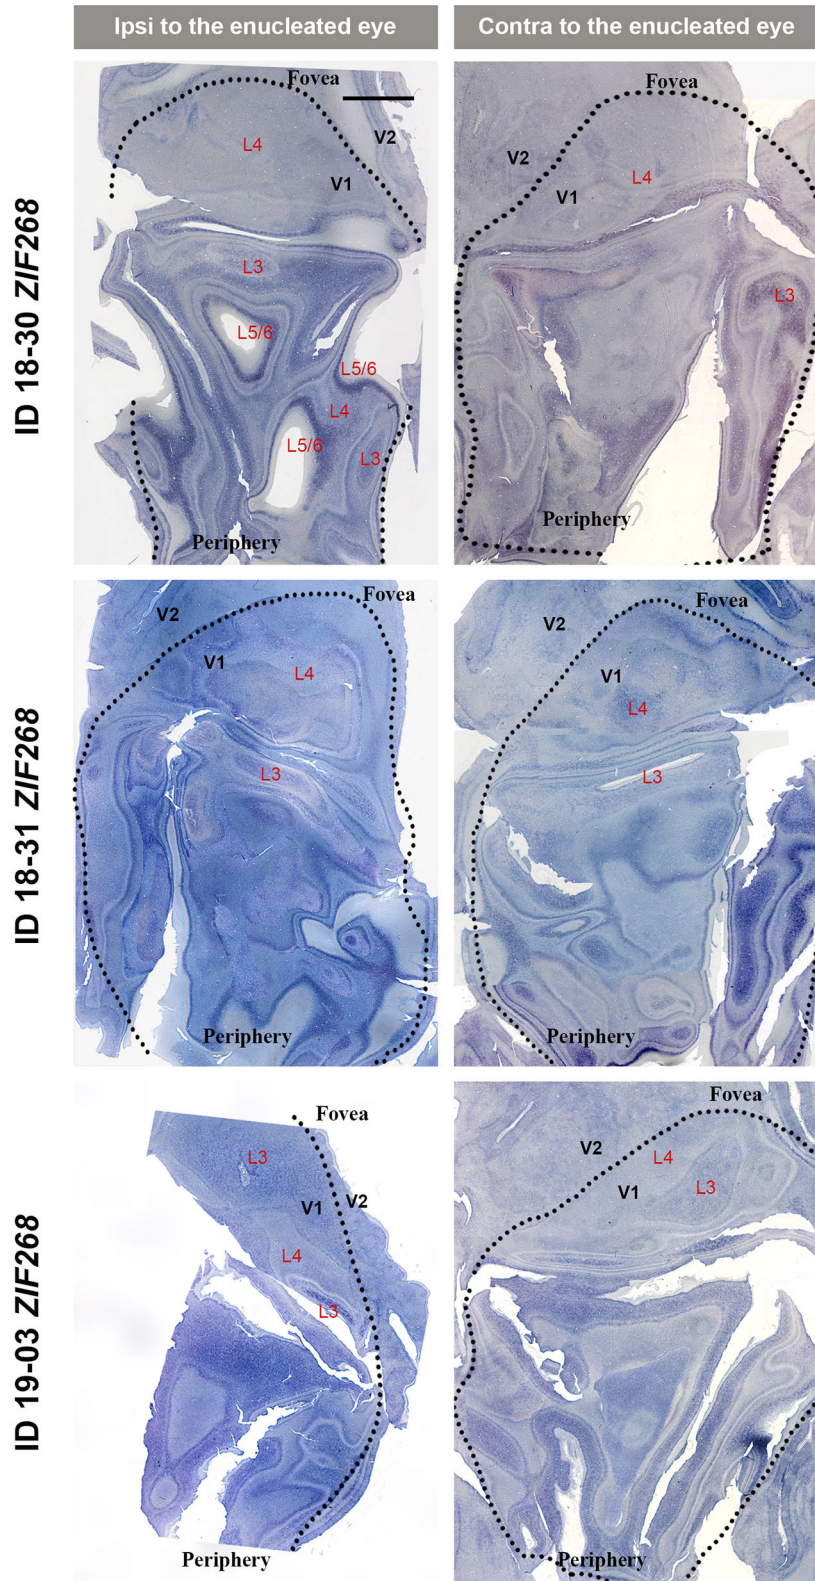 Ipsi to the enucleated eye
Contra to the enucleated eye
ID 18-30 ZIF268
Fovea
V2
L4
V1
L3
L5/6
L5/6
L4
L5/6
L3
Periphery
Fovea
V2
V1
L4
L3
Periphery
ID 18-31 ZIF268
Fovea
V2
V1
L4
L3
Periphery
Fovea
V2
V1
L4
L3
Periphery
ID 19-03 ZIF268
Fovea
L3
V1
V2
L4
L3
Periphery
Fovea
V2
L4
V1
L3
Periphery